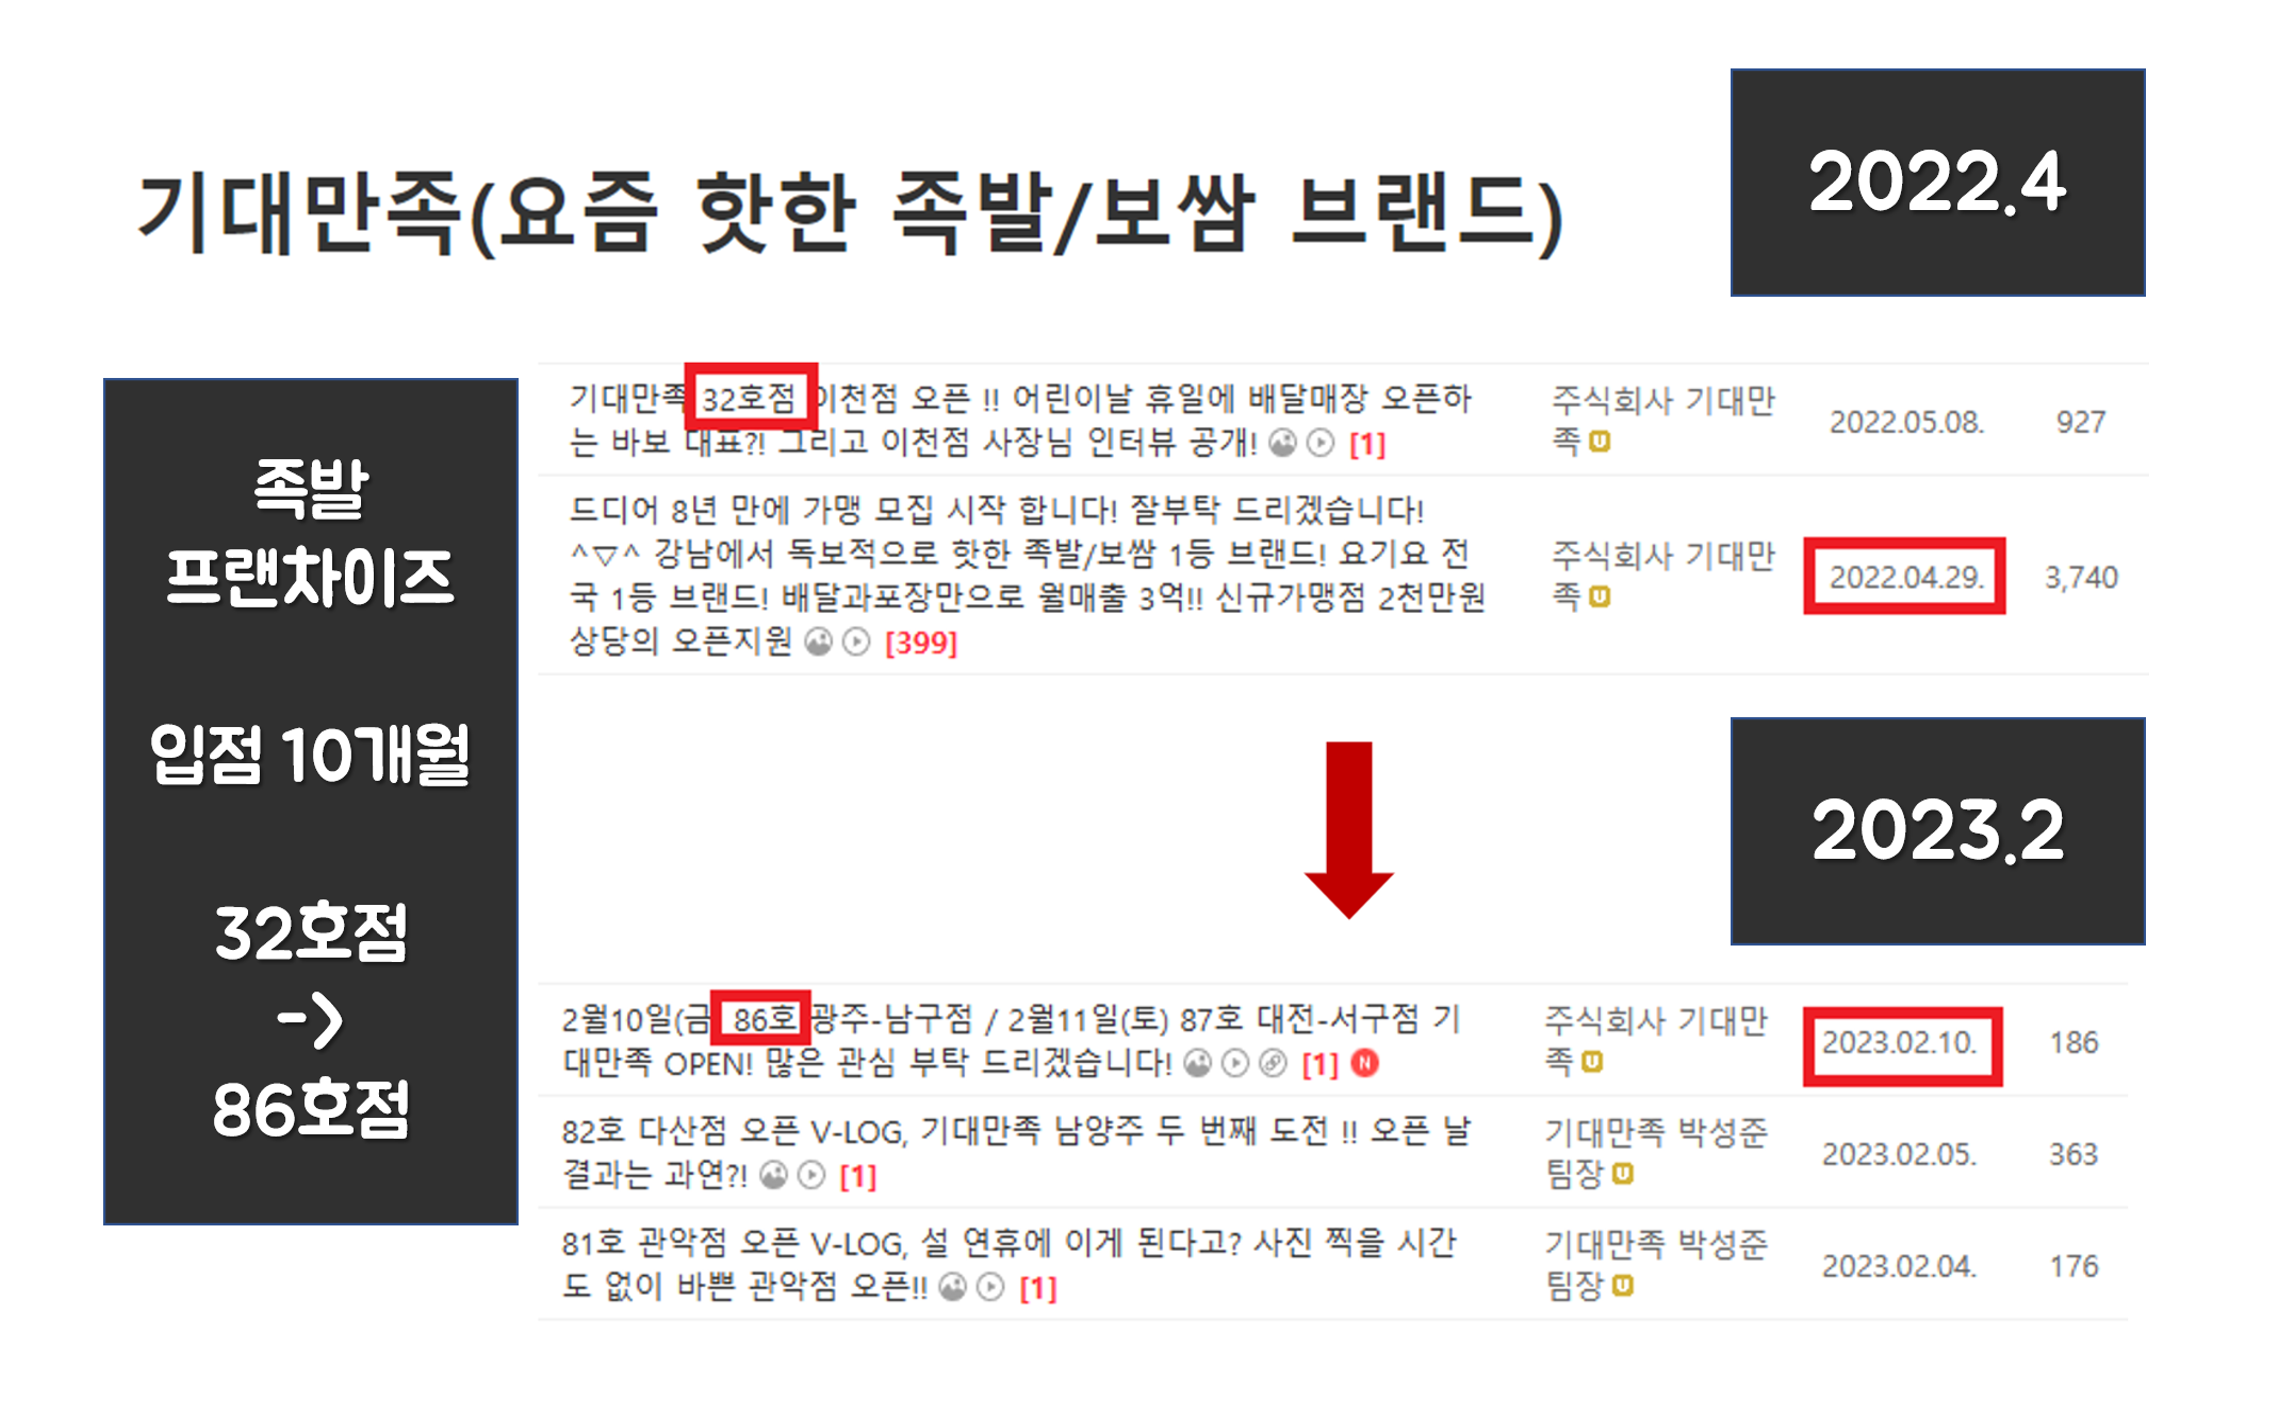 기대만족(요즘 핫한 족발/보쌈 브랜드)
2022.4
족발
프랜차이즈
입점 10개월
32호점
->
86호점
기대만족 32호점 이천점 오픈 !! 어린이날 휴일에 배달매장 오픈하
는 바보 대표?! 그리고 이천점 사장님 인터뷰 공개! [1]
주식회사 기대만
족
2022.05.08.
927
드디어 8년 만에 가맹 모집 시작 합니다! 잘부탁 드리겠습니다!
^▽^ 강남에서 독보적으로 핫한 족발/보쌈 1등 브랜드! 요기요 전
국 1등 브랜드! 배달과포장만으로 월매출 3억!! 신규가맹점 2천만원
상당의 오픈지원 [399]
주식회사 기대만
족
2022.04.29.
3,740
2023.2
2월10일(금 86호 광주-남구점 / 2월11일(토) 87호 대전-서구점 기
대만족 OPEN! 많은 관심 부탁 드리겠습니다! [1] N
주식회사 기대만
족
2023.02.10.
186
82호 다산점 오픈 V-LOG, 기대만족 남양주 두 번째 도전 !! 오픈 날
결과는 과연?! [1]
기대만족 박성준
팀장
2023.02.05.
363
81호 관악점 오픈 V-LOG, 설 연휴에 이게 된다고? 사진 찍을 시간
도 없이 바쁜 관악점 오픈!! [1]
기대만족 박성준
팀장
2023.02.04.
176